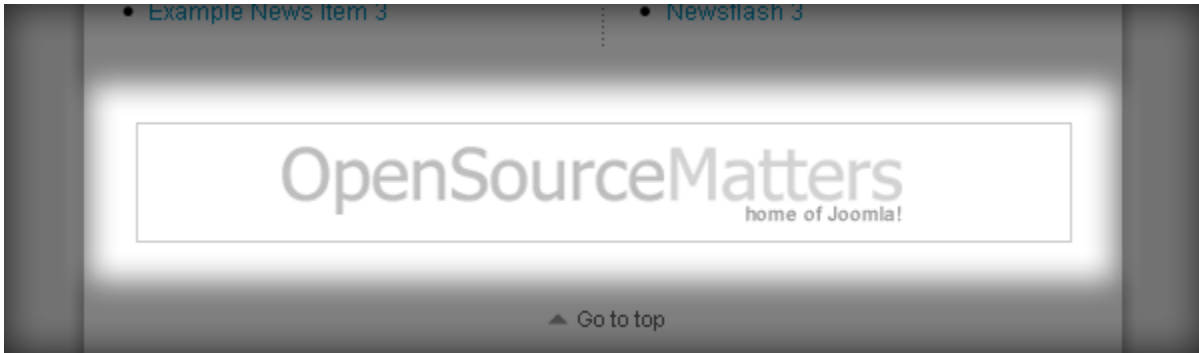 Example News Item 3
Newsflash 3
OpenSourceMatters
home of Joomla!
Go to top